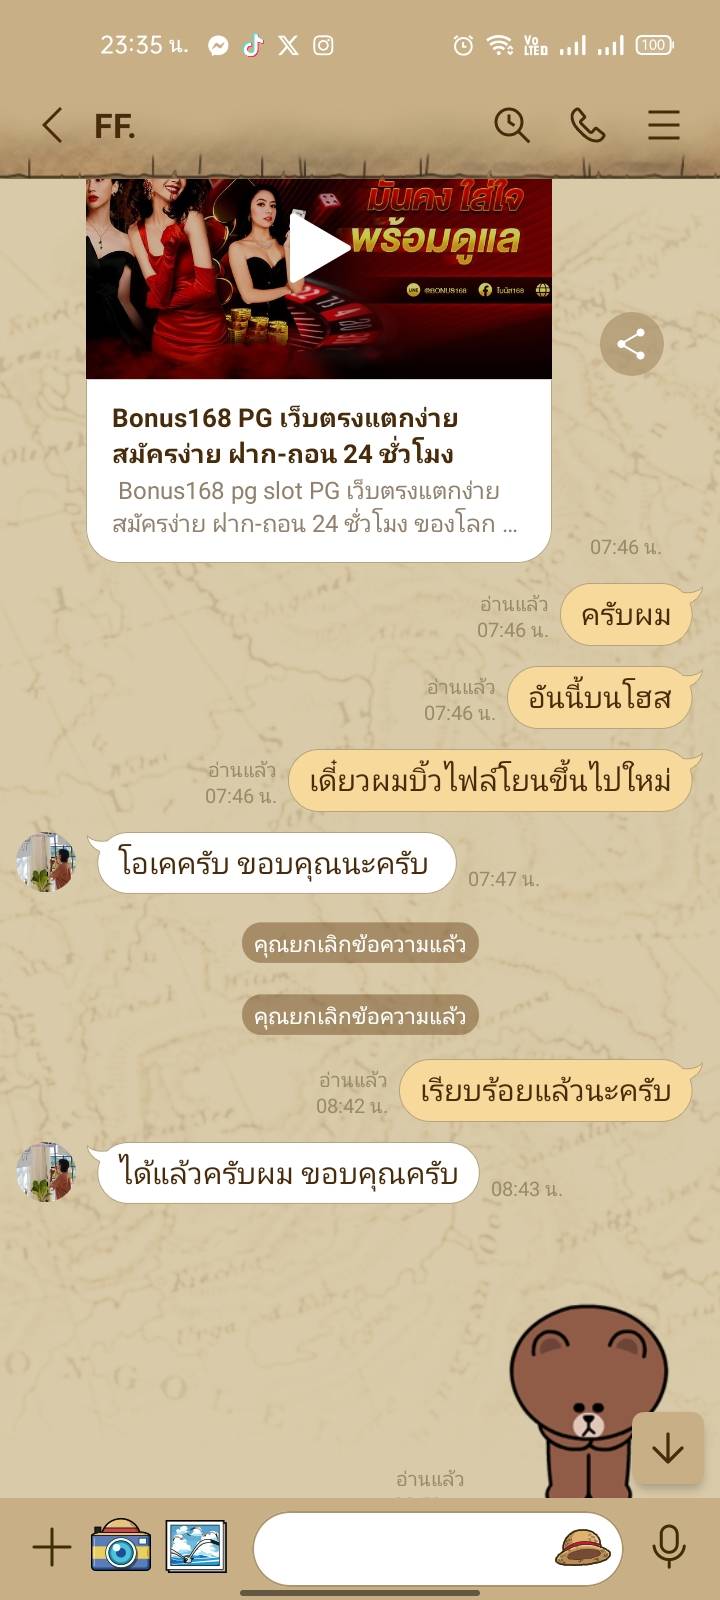 23:35 น.
Vo
LTED
100
FF.
มั่นคง ใส่ใจ
พร้อมดูแล
LINE @BONUS168 โบนัส168
Bonus168 PG เว็บตรงแตกง่าย
สมัครง่าย ฝาก-ถอน 24 ชั่วโมง
Bonus168 pg slot PG เว็บตรงแตกง่าย
สมัครง่าย ฝาก-ถอน 24 ชั่วโมง ของโลก ...
07:46 น.
อ่านแล้ว
07:46 น.
ครับผม
อ่านแล้ว
07:46 น.
อันนี้บนโฮส
อ่านแล้ว
07:46 น.
เดี๋ยวผมบิ้วไฟล์โยนขึ้นไปใหม่
โอเคครับ ขอบคุณนะครับ
07:47 น.
คุณยกเลิกข้อความแล้ว
คุณยกเลิกข้อความแล้ว
อ่านแล้ว
08:42 น.
เรียบร้อยแล้วนะครับ
ได้แล้วครับผม ขอบคุณครับ
08:43 น.
อ่านแล้ว